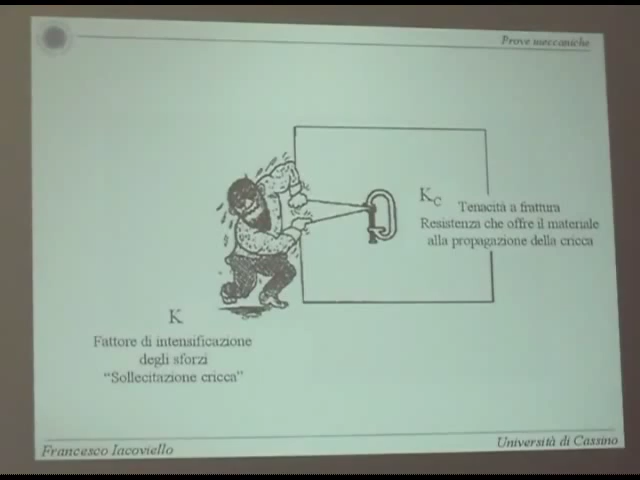 Prove meccaniche
K_C
Tenacità a frattura
Resistenza che offre il materiale
alla propagazione della cricca
K
Fattore di intensificazione
degli sforzi
“Sollecitazione cricca”
Francesco Iacoviello
Università di Cassino